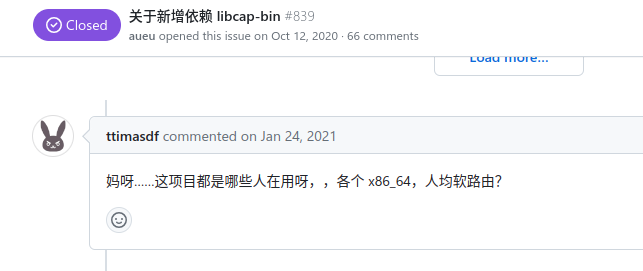 Closed
关于新增依赖 libcap-bin #839
aueu opened this issue on Oct 12, 2020 · 66 comments
Load more...
ttimasdf commented on Jan 24, 2021
妈呀......这项目都是哪些人在用呀，，各个 x86_64，人均软路由?